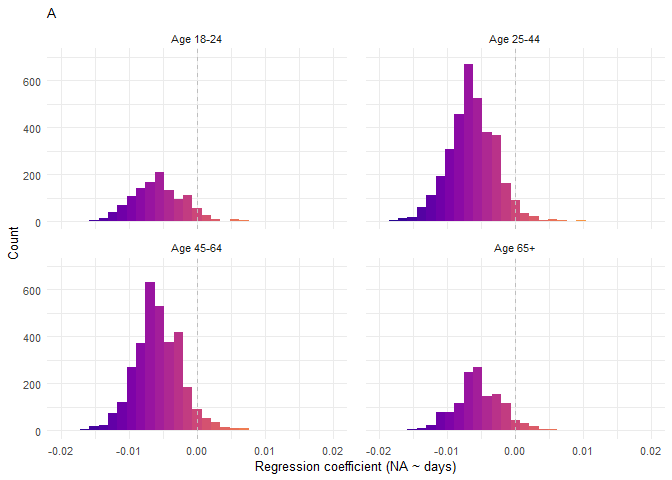 A
Age 18-24
Age 25-44
600
400
200
0
Count
Age 45-64
Age 65+
600
400
200
0
-0.02 -0.01 0.00 0.01 0.02
-0.02 -0.01 0.00 0.01 0.02
Regression coefficient (NA ~ days)